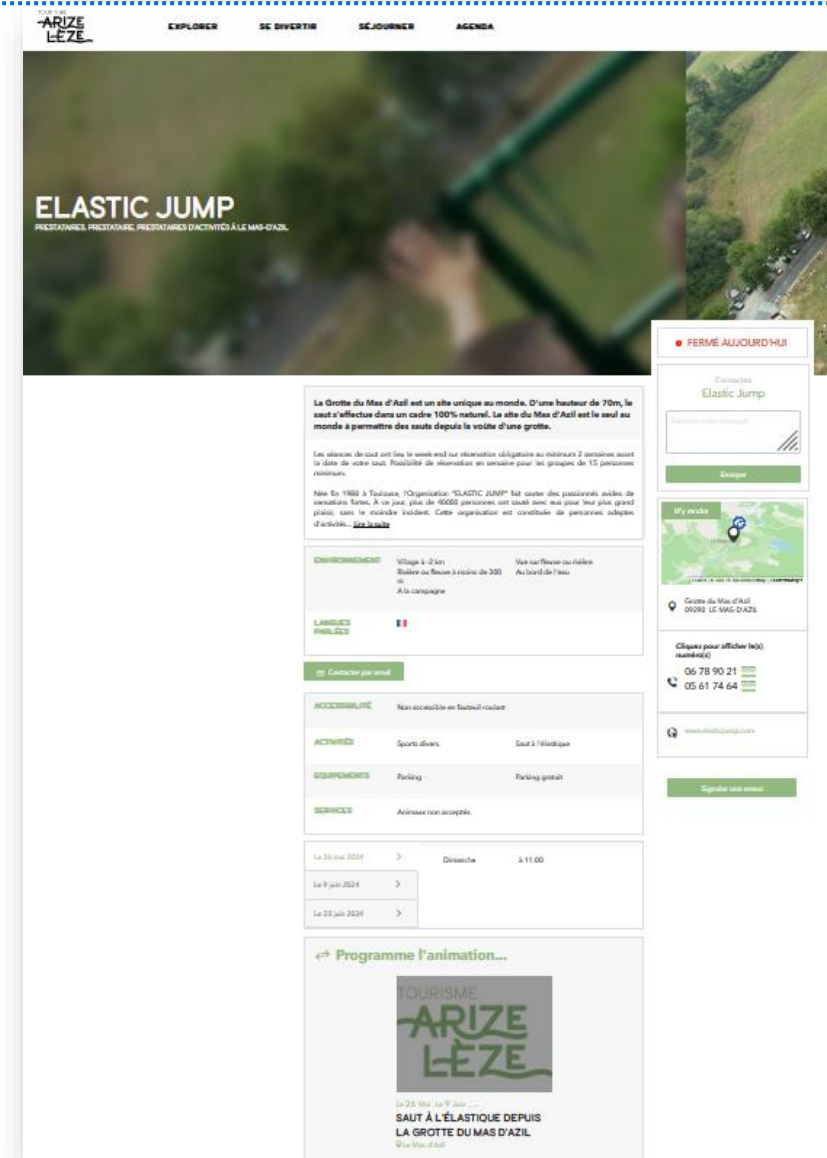 TOURISME
ARIZE
LÈZE
EXPLORER SE DIVERTIR SÉJOURNER AGENDA
ELASTIC JUMP
PRESTATAIRES, PRESTATAIRE, PRESTATAIRES D'ACTIVITÉS À LE MAS-D'AZIL
FERMÉ AUJOURD'HUI
Contactez
Elastic Jump
Envoyer
La Grotte du Mas d'Azil est un site unique au monde. D'une hauteur de 70m, le
saut s'effectue dans un cadre 100% naturel. Le site du Mas d'Azil est le seul au
monde à permettre des sauts depuis la voûte d'une grotte.
Les séances de saut ont lieu le week-end sur réservation obligatoire au minimum 2 semaines avant
la date de votre saut. Possibilité de réservation en semaine pour les groupes de 15 personnes
minimum.
Née fin 1988 à Toulouse, l'Organisation "ELASTIC JUMP" fait sauter des passionnés avides de
sensations fortes. À ce jour, plus de 40000 personnes ont sauté avec eux pour leur plus grand
plaisir, sans le moindre incident. Cette organisation est constituée de personnes adeptes
d'activités... Lire la suite
M'y rendre
Grotte du Mas d'Azil
09290 LE MAS-D'AZIL
Cliquez pour afficher le(s)
numéro(s)
06 78 90 21
05 61 74 64
www.elasticjump.com
Signaler une erreur
ENVIRONNEMENT
Village à -2 km
Vue sur fleuve ou rivière
Rivière ou fleuve à moins de 300
m
Au bord de l'eau
A la campagne
LANGUES
PARLÉES
Contacter par email
ACCESSIBILITÉ Non accessible en fauteuil roulant
ACTIVITÉS Sports divers Saut à l'élastique
EQUIPEMENTS Parking Parking gratuit
SERVICES Animaux non acceptés
Le 26 mai 2024 Dimanche à 11:00
Le 9 juin 2024
Le 23 juin 2024
Programme l'animation...
TOURISME
ARIZE
LÈZE
Le 26 Mai, Le 9 Juin , ...
SAUT À L'ÉLASTIQUE DEPUIS
LA GROTTE DU MAS D'AZIL
Le Mas-d'Azil